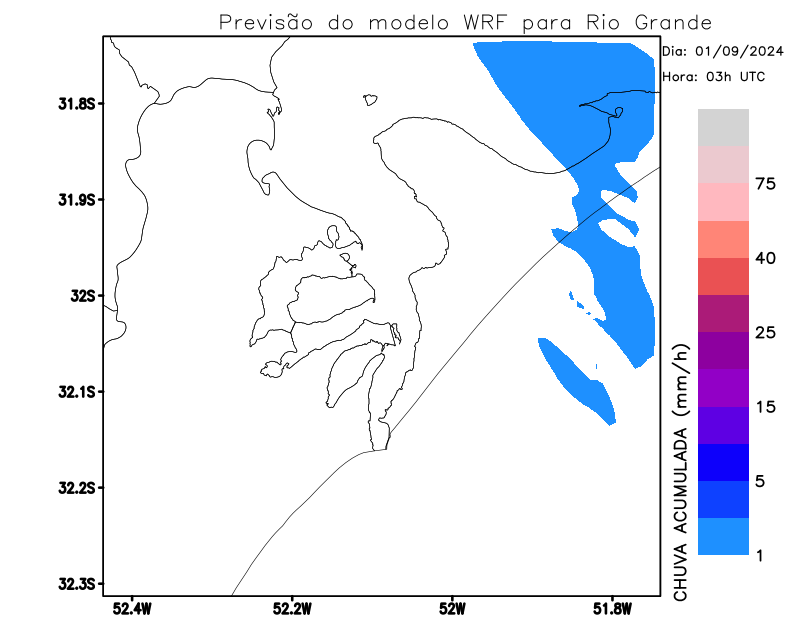 Previsão do modelo WRF para Rio Grande
Dia: 01/09/2024
Hora: 03h UTC
31.8S
31.9S
32S
32.1S
32.2S
32.3S
52.4W
52.2W
52W
51.8W
75
40
25
15
5
1
CHUVA ACUMULADA (mm/h)